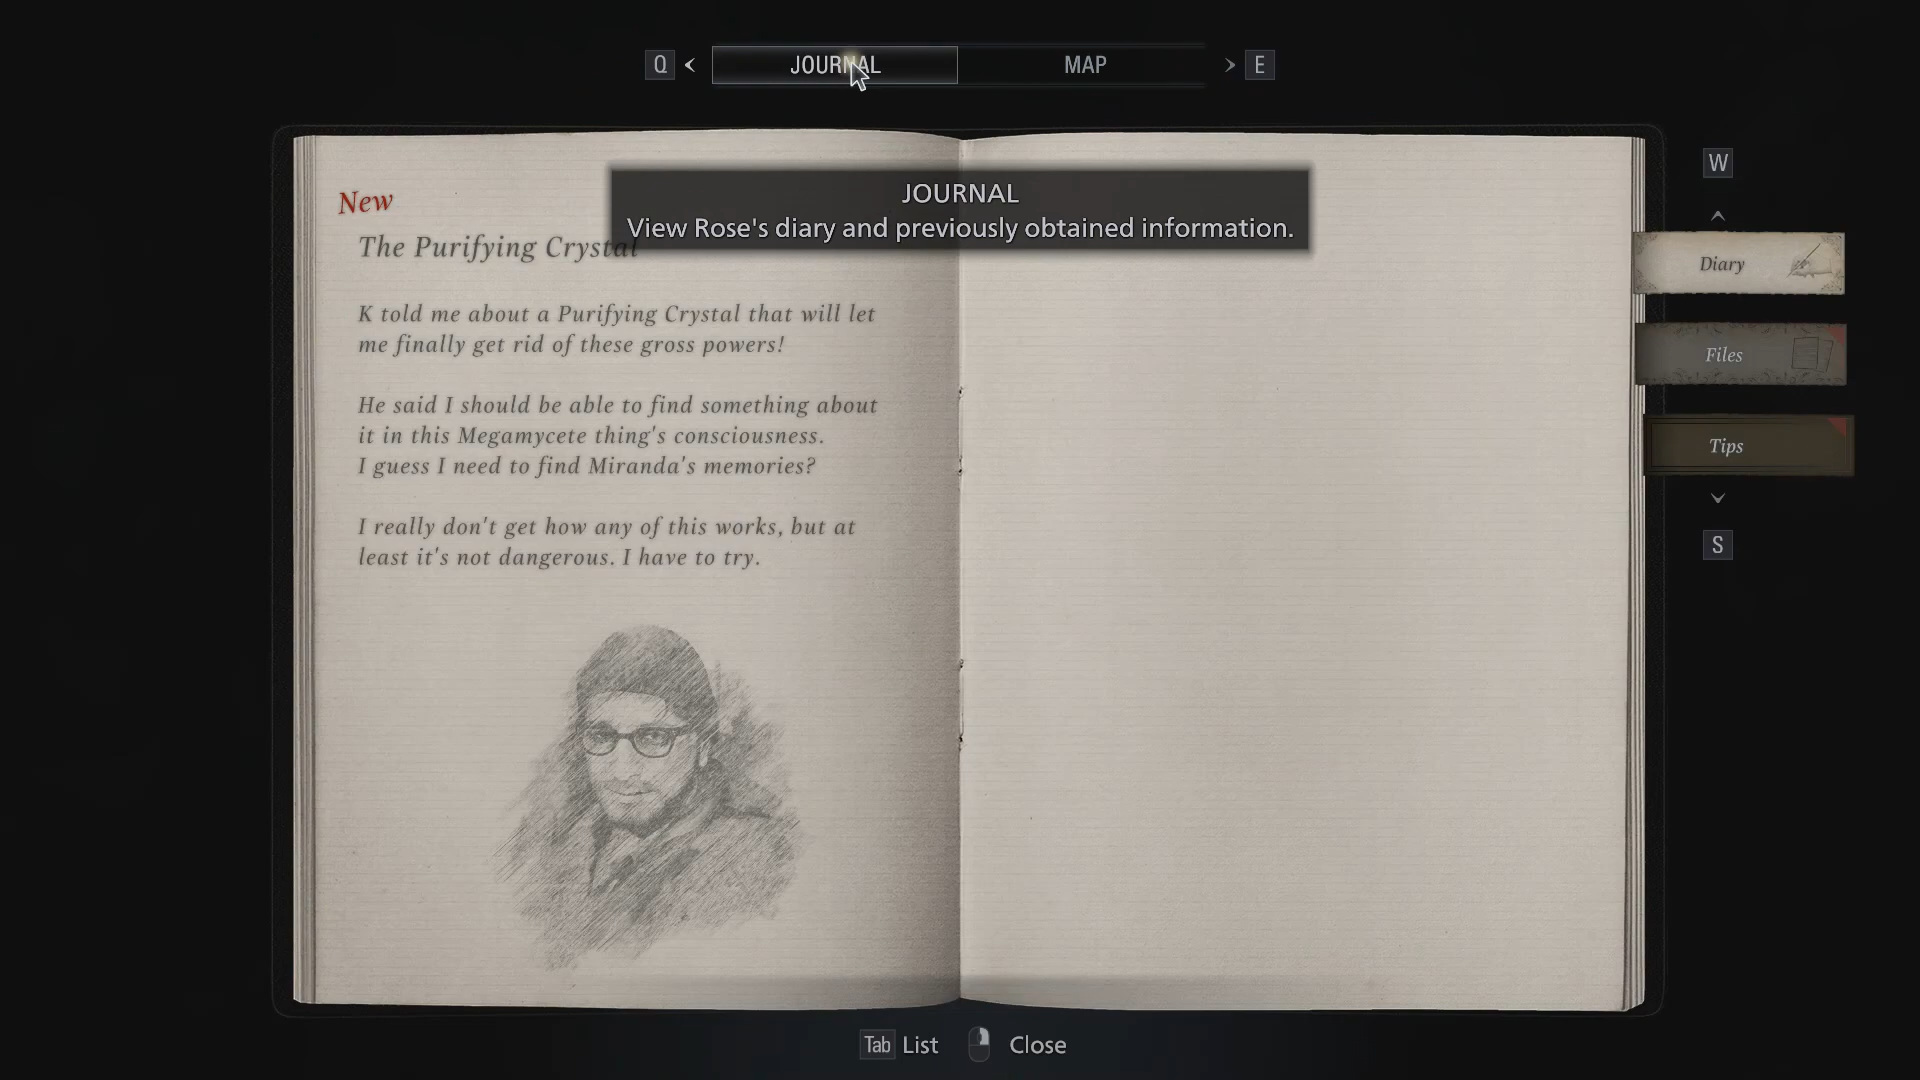 Q < JOURNAL MAP > E
JOURNAL
View Rose's diary and previously obtained information.
New
The Purifying Crystal
K told me about a Purifying Crystal that will let
me finally get rid of these gross powers!
He said I should be able to find something about
it in this Megamycete thing's consciousness.
I guess I need to find Miranda's memories?
I really don't get how any of this works, but at
least it's not dangerous. I have to try.
W
Diary
Files
Tips
S
Tab List Close